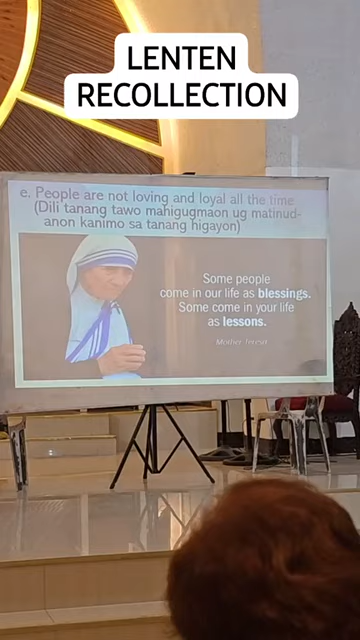 LENTEN
RECOLLECTION
e. People are not loving and loyal all the time
(Dili tanang tawo mahigugmaon ug matinud-
anon kanimo sa tanang higayon)
Some people
come in our life as blessings.
Some come in your life
as lessons.
Mother Teresa